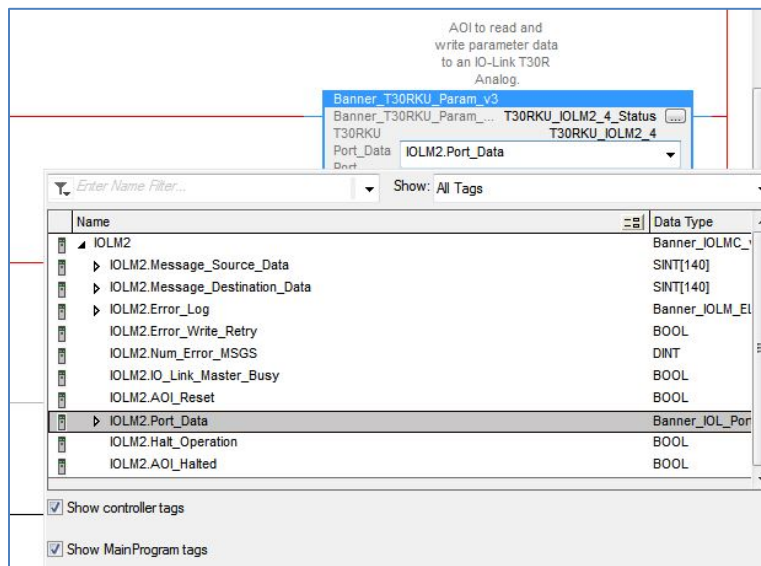 AOI to read and
write parameter data
to an IO-Link T30R
Analog.
Banner_T30RKU_Param_v3
Banner_T30RKU_Param_... T30RKU_IOLM2_4_Status ...
T30RKU T30RKU_IOLM2_4
Port_Data IOLM2.Port_Data
Port
Enter Name Filter... Show: All Tags
Name Data Type
IOLM2 Banner_IOLMC_
IOLM2.Message_Source_Data SINT[140]
IOLM2.Message_Destination_Data SINT[140]
IOLM2.Error_Log Banner_IOLM_EL
IOLM2.Error_Write_Retry BOOL
IOLM2.Num_Error_MSGS DINT
IOLM2.IO_Link_Master_Busy BOOL
IOLM2.AOI_Reset BOOL
IOLM2.Port_Data Banner_IOL_Por
IOLM2.Halt_Operation BOOL
IOLM2.AOI_Halted BOOL
Show controller tags
Show MainProgram tags